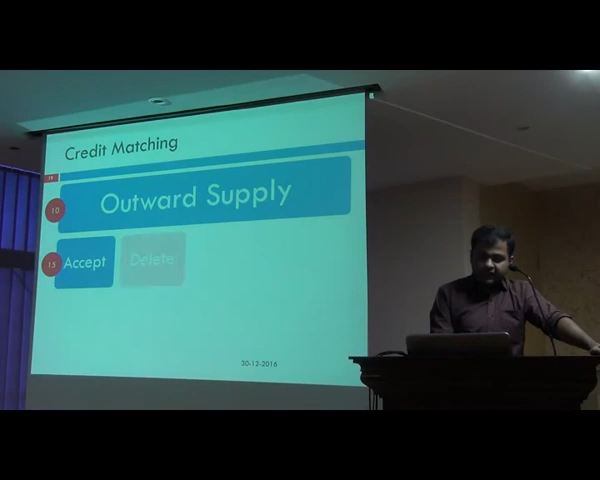 Credit Matching
19
Outward Supply
10
Accept
Delete
15
30-12-2016